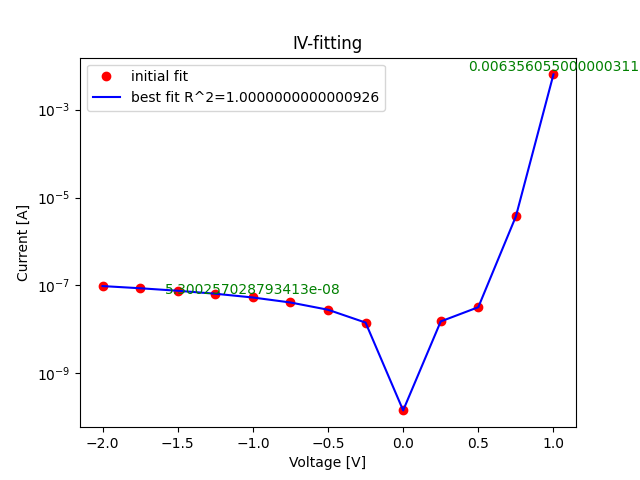 IV-fitting
0.006356055000000311
initial fit
best fit R^2=1.0000000000000926
10⁻³
10⁻⁵
10⁻⁷
10⁻⁹
Current [A]
5.200257028793413e-08
−2.0
−1.5
−1.0
−0.5
0.0
0.5
1.0
Voltage [V]